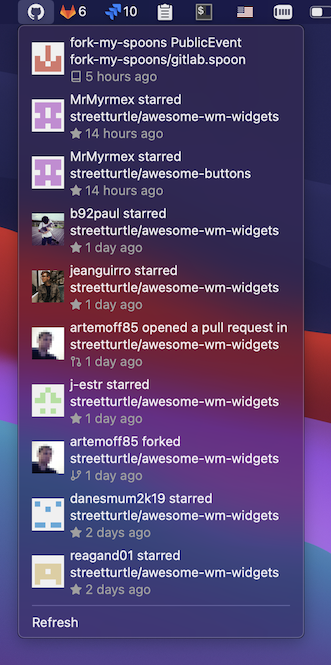 6 10 $
fork-my-spoons PublicEvent
fork-my-spoons/gitlab.spoon
5 hours ago
MrMyrmex starred
streetturtle/awesome-wm-widgets
14 hours ago
MrMyrmex starred
streetturtle/awesome-buttons
14 hours ago
b92paul starred
streetturtle/awesome-wm-widgets
1 day ago
jeanguirro starred
streetturtle/awesome-wm-widgets
1 day ago
artemoff85 opened a pull request in
streetturtle/awesome-wm-widgets
1 day ago
j-estr starred
streetturtle/awesome-wm-widgets
1 day ago
artemoff85 forked
streetturtle/awesome-wm-widgets
1 day ago
danesmum2k19 starred
streetturtle/awesome-wm-widgets
2 days ago
reagand01 starred
streetturtle/awesome-wm-widgets
2 days ago
Refresh